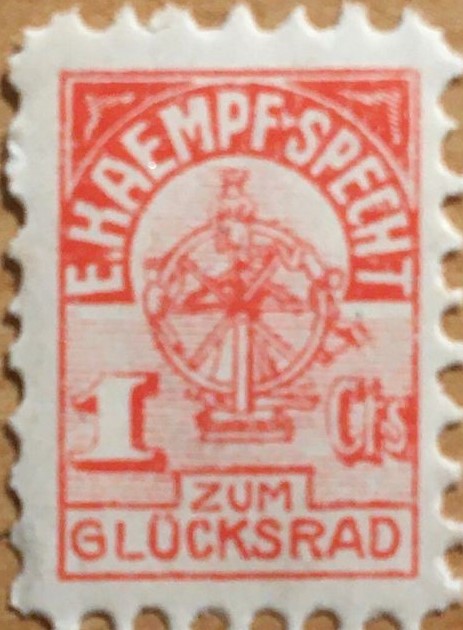 E. KAEMPF-SPECHT
1 Cts
ZUM
GLÜCKSRAD